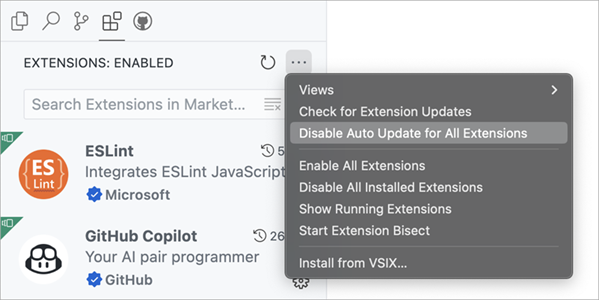 EXTENSIONS: ENABLED
Search Extensions in Market...
ES
Lint
ESLint
5
Integrates ESLint JavaScript
Microsoft
GitHub Copilot
26
Your AI pair programmer
GitHub
Views
Check for Extension Updates
Disable Auto Update for All Extensions
Enable All Extensions
Disable All Installed Extensions
Show Running Extensions
Start Extension Bisect
Install from VSIX...